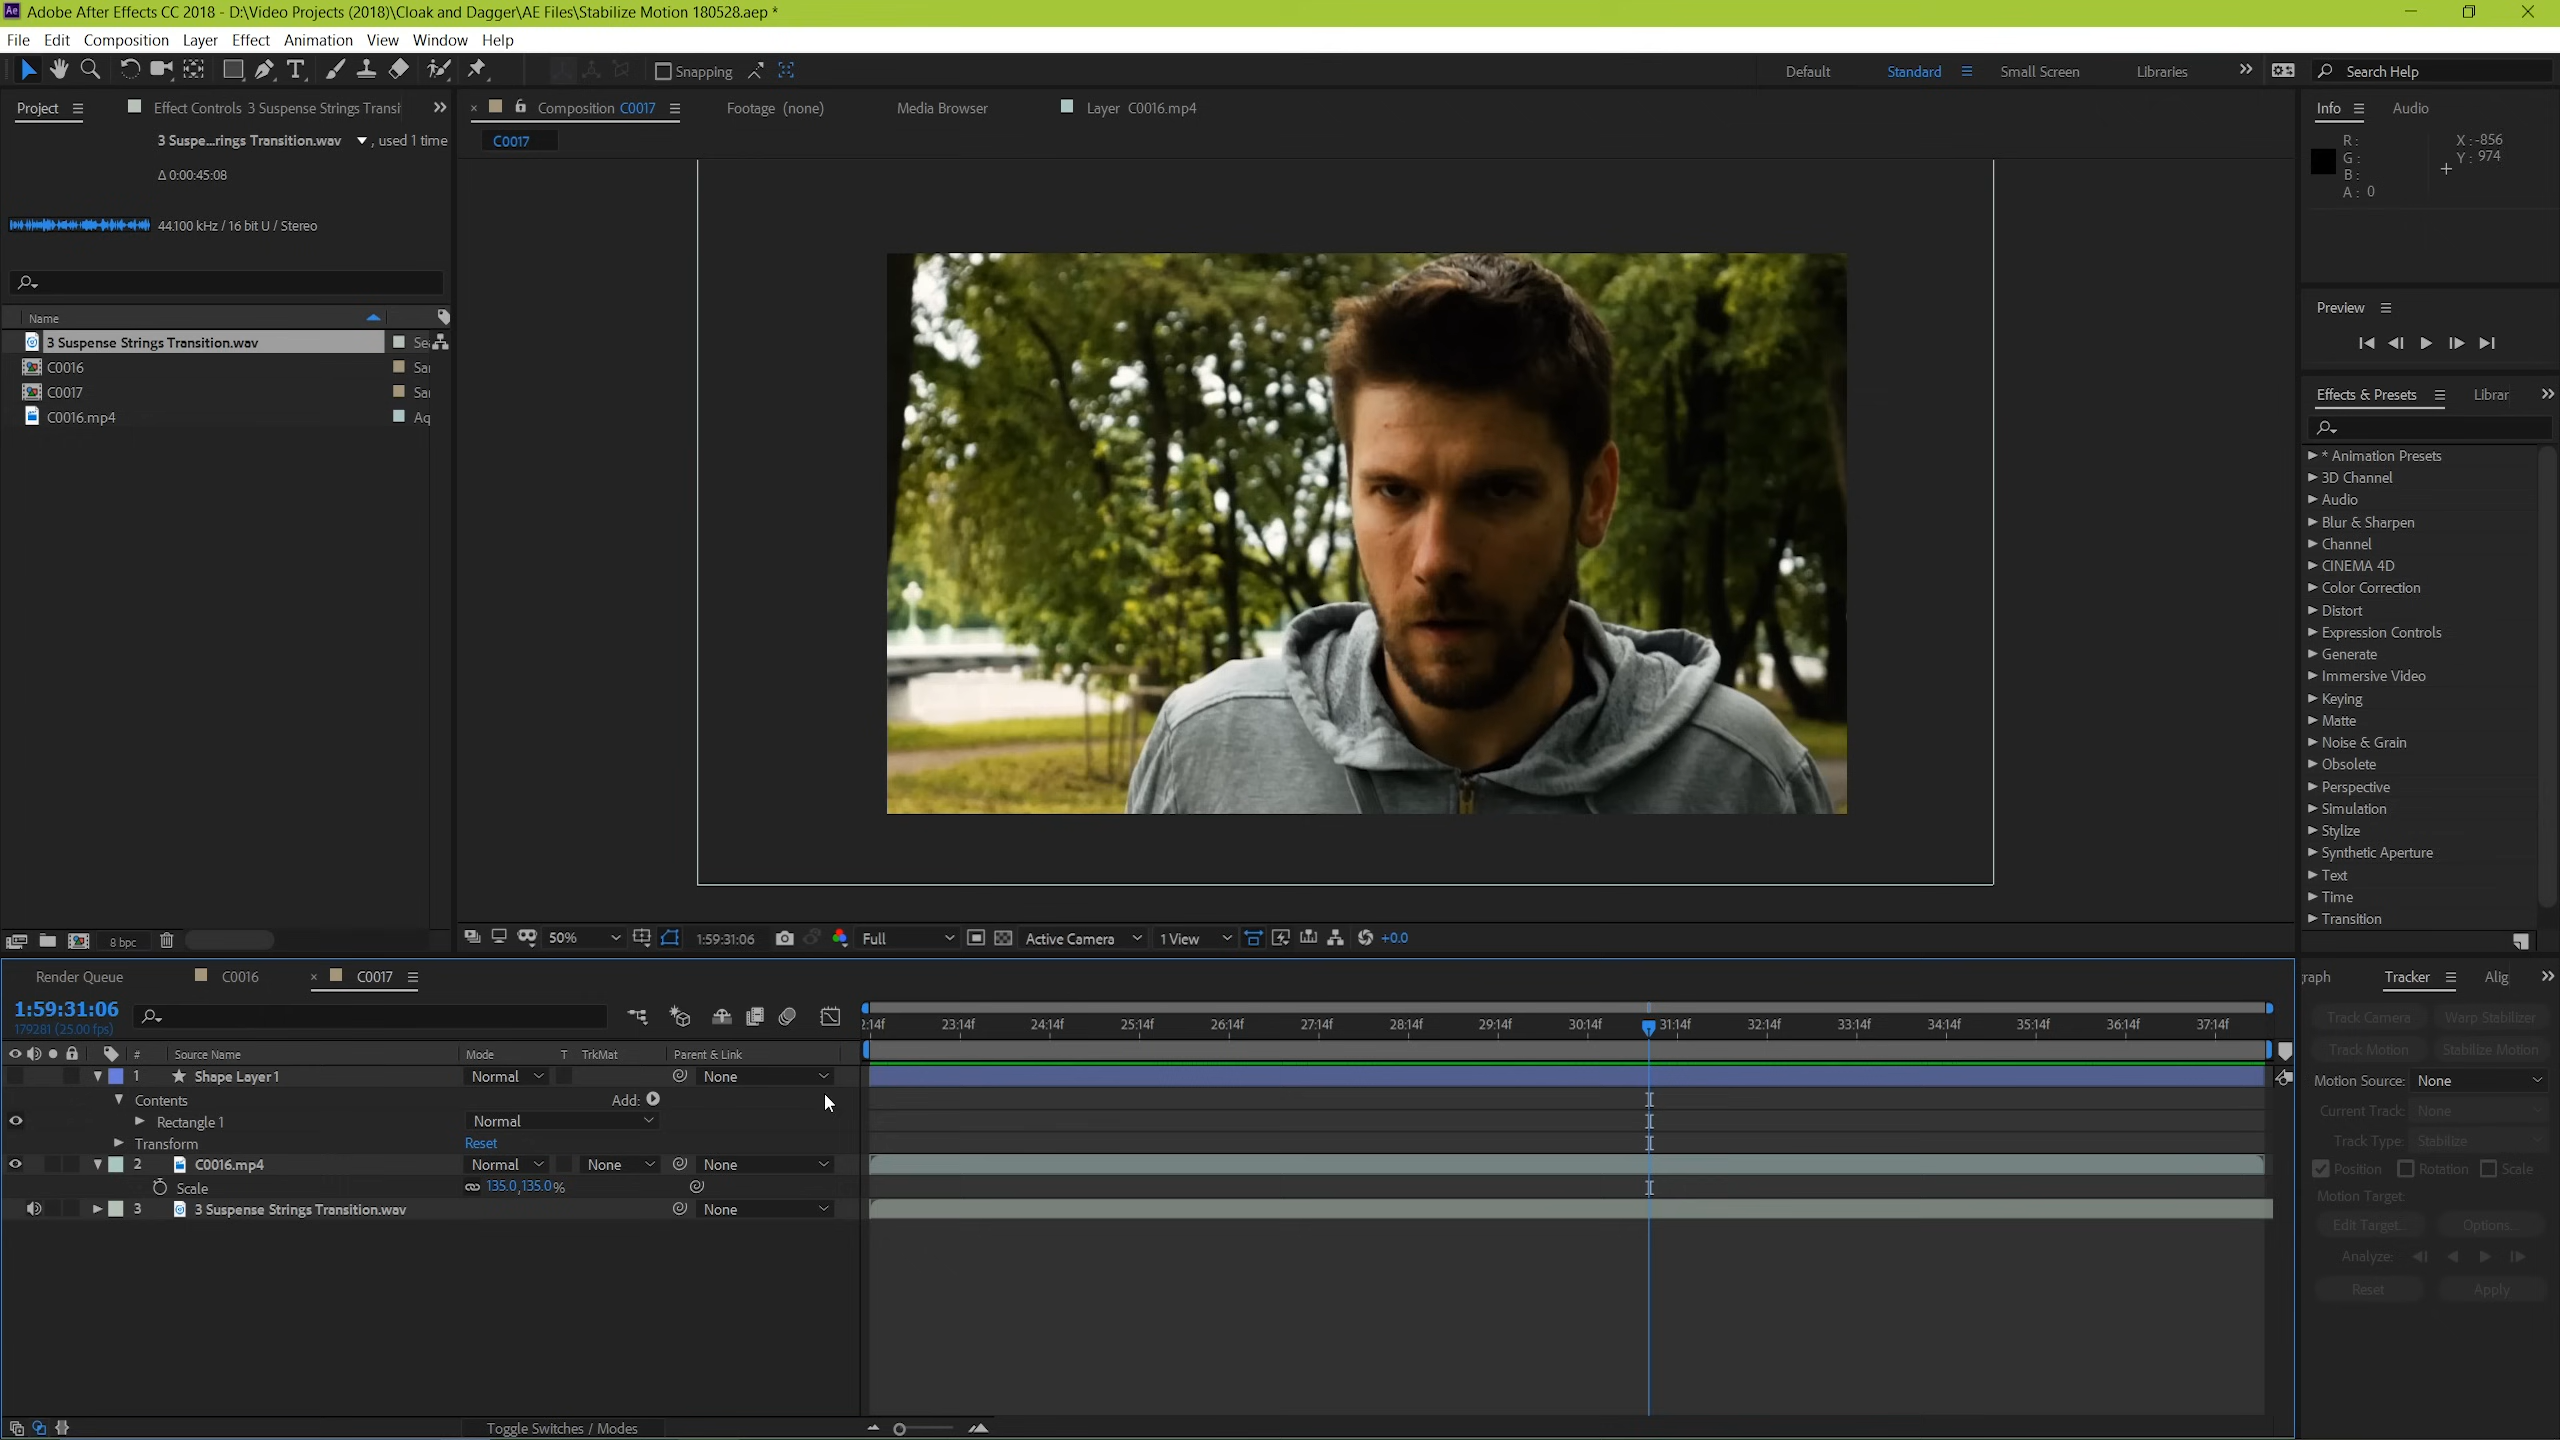 Adobe After Effects CC 2018 - D:\Video Projects (2018)\Cloak and Dagger\AE Files\Stabilize Motion 180528.aep *
File Edit Composition Layer Effect Animation View Window Help
Snapping
Default Standard Small Screen Libraries Search Help
Project Effect Controls 3 Suspense Strings Transi
Composition C0017 Footage (none) Media Browser Layer C0016.mp4
Info Audio
3 Suspe...rings Transition.wav , used 1 time
C0017
R: X : -856
G: Y : 974
B:
A: 0
Δ 0:00:45:08
44.100 kHz / 16 bit U / Stereo
Name
3 Suspense Strings Transition.wav Se
C0016 Sa
C0017 Sa
C0016.mp4 Aq
Preview
Effects & Presets Librar
* Animation Presets
3D Channel
Audio
Blur & Sharpen
Channel
CINEMA 4D
Color Correction
Distort
Expression Controls
Generate
Immersive Video
Keying
Matte
Noise & Grain
Obsolete
Perspective
Simulation
Stylize
Synthetic Aperture
Text
Time
Transition
8 bpc
50% 1:59:31:06 Full Active Camera 1 View +0.0
Render Queue C0016 C0017
1:59:31:06
179281 (25.00 fps)
2:14f 23:14f 24:14f 25:14f 26:14f 27:14f 28:14f 29:14f 30:14f 31:14f 32:14f 33:14f 34:14f 35:14f 36:14f 37:14f
# Source Name Mode T TrkMat Parent & Link
1 Shape Layer 1 Normal None
Contents Add:
Rectangle 1 Normal
Transform Reset
2 C0016.mp4 Normal None None
Scale 135.0,135.0%
3 3 Suspense Strings Transition.wav None
Toggle Switches / Modes
graph Tracker Alig
Track Camera Warp Stabilizer
Track Motion Stabilize Motion
Motion Source: None
Current Track: None
Track Type: Stabilize
Position Rotation Scale
Motion Target:
Edit Target... Options...
Analyze:
Reset Apply